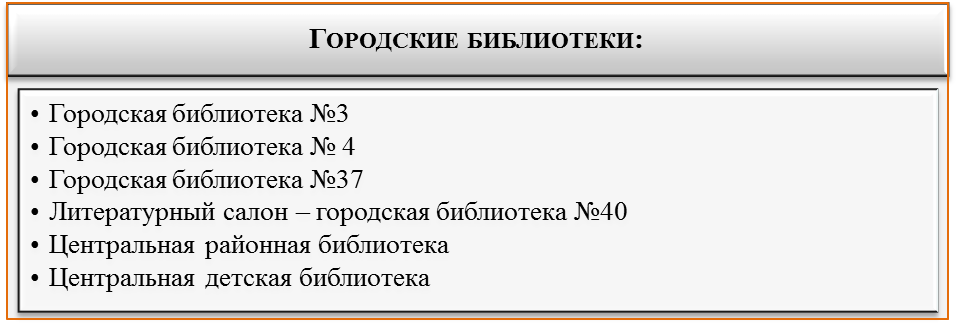 ГОРОДСКИЕ БИБЛИОТЕКИ:
• Городская библиотека №3
• Городская библиотека № 4
• Городская библиотека №37
• Литературный салон – городская библиотека №40
• Центральная районная библиотека
• Центральная детская библиотека